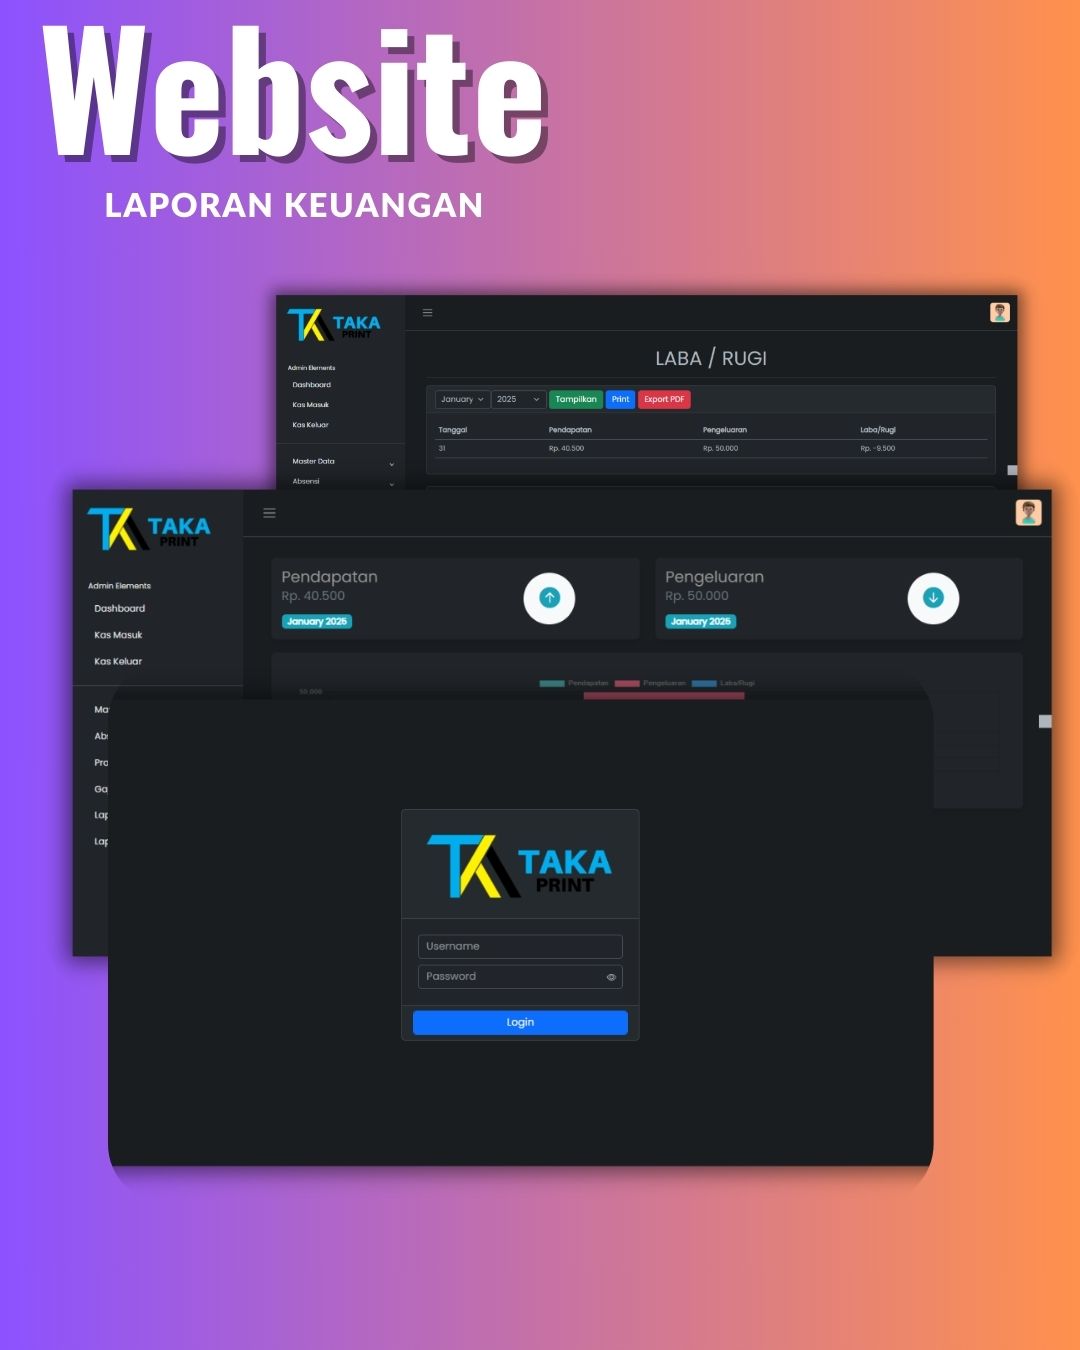 Website
LAPORAN KEUANGAN
TAKA
PRINT
Admin Elements
Dashboard
Kas Masuk
Kas Keluar
Master Data
Absensi
LABA / RUGI
January 2025 Tampilkan Print Export PDF
Tanggal Pendapatan Pengeluaran Laba/Rugi
31 Rp. 40.500 Rp. 50.000 Rp. -9.500
TAKA
PRINT
Admin Elements
Dashboard
Kas Masuk
Kas Keluar
Ma
Abs
Pro
Ga
Lap
Lap
Pendapatan
Rp. 40.500
January 2025
Pengeluaran
Rp. 50.000
January 2025
Pendapatan Pengeluaran Laba/Rugi
50,000
TAKA
PRINT
Username
Password
Login